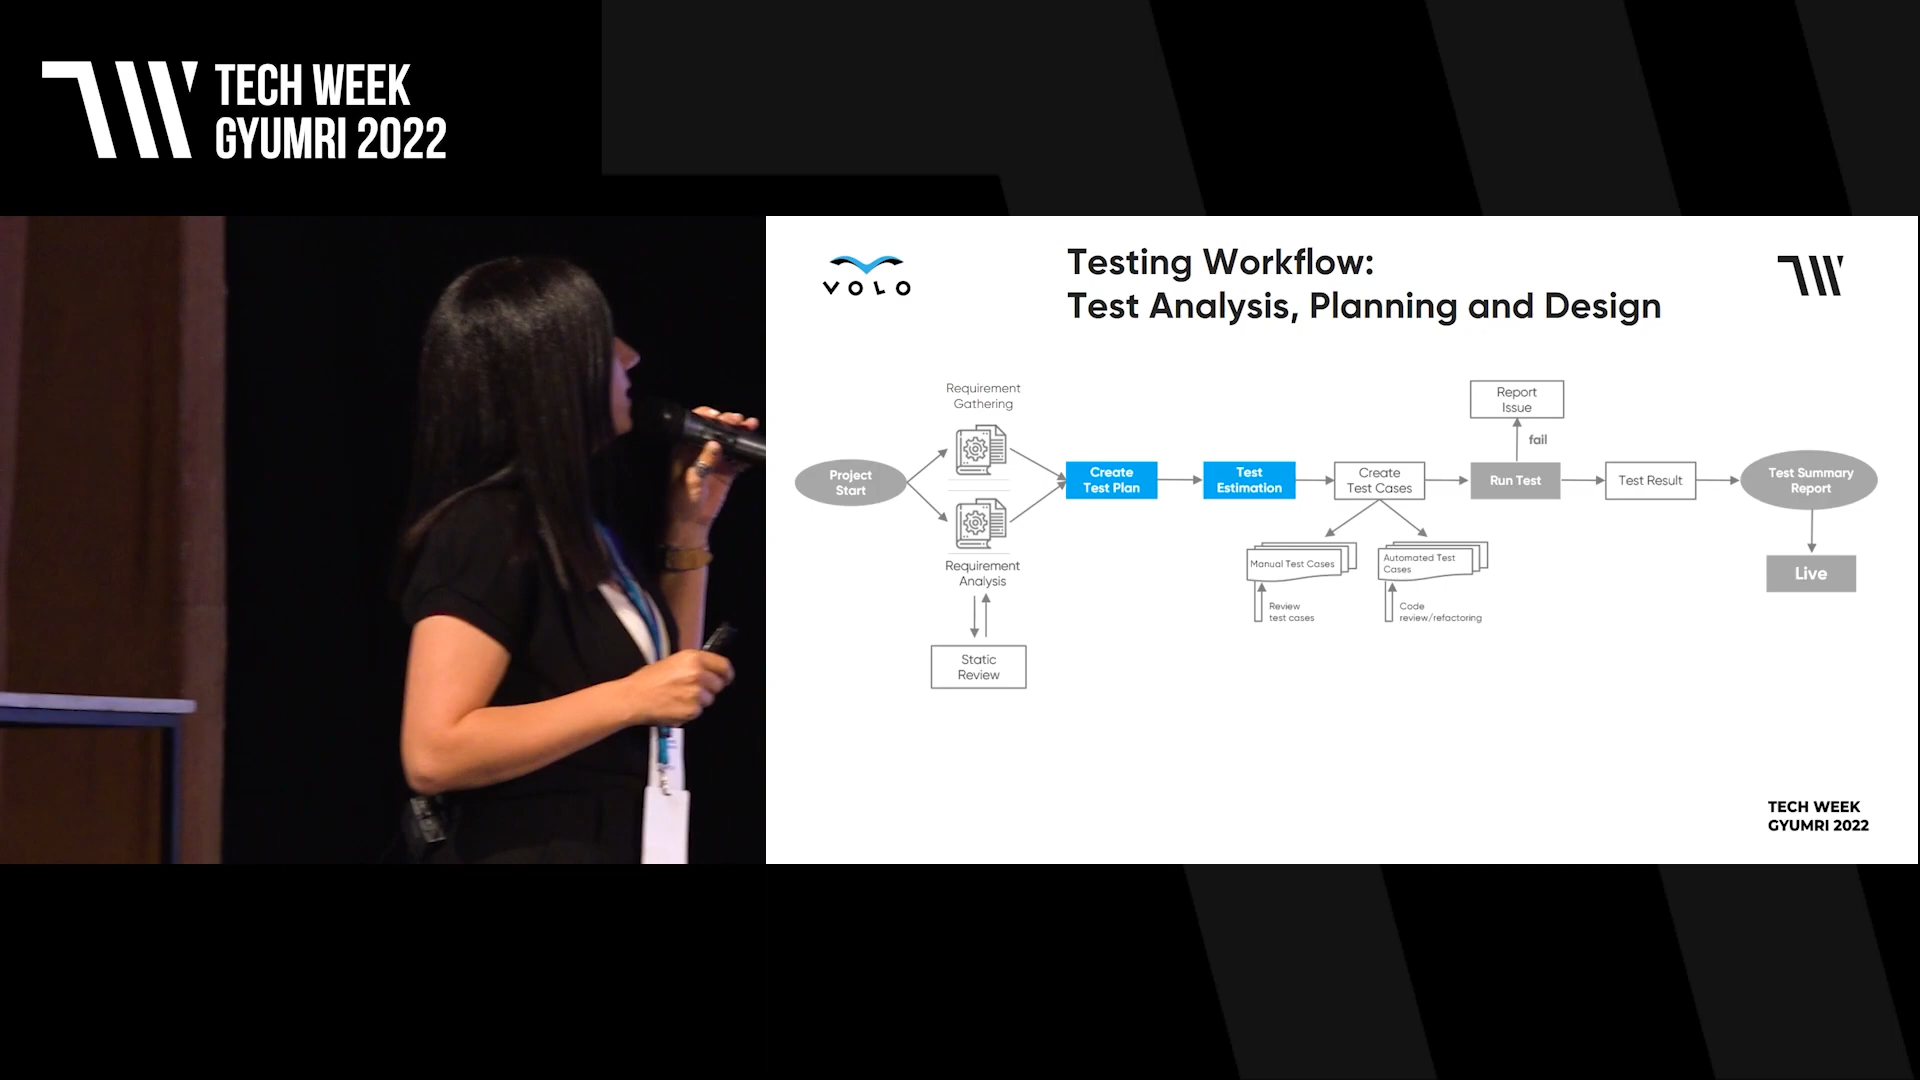 TECH WEEK
GYUMRI 2022
VOLO
Testing Workflow:
Test Analysis, Planning and Design
Project
Start
Requirement
Gathering
Requirement
Analysis
Static
Review
Create
Test Plan
Test
Estimation
Create
Test Cases
Manual Test Cases
Review
test cases
Automated Test
Cases
Code
review/refactoring
Report
Issue
fail
Run Test
Test Result
Test Summary
Report
Live
TECH WEEK
GYUMRI 2022